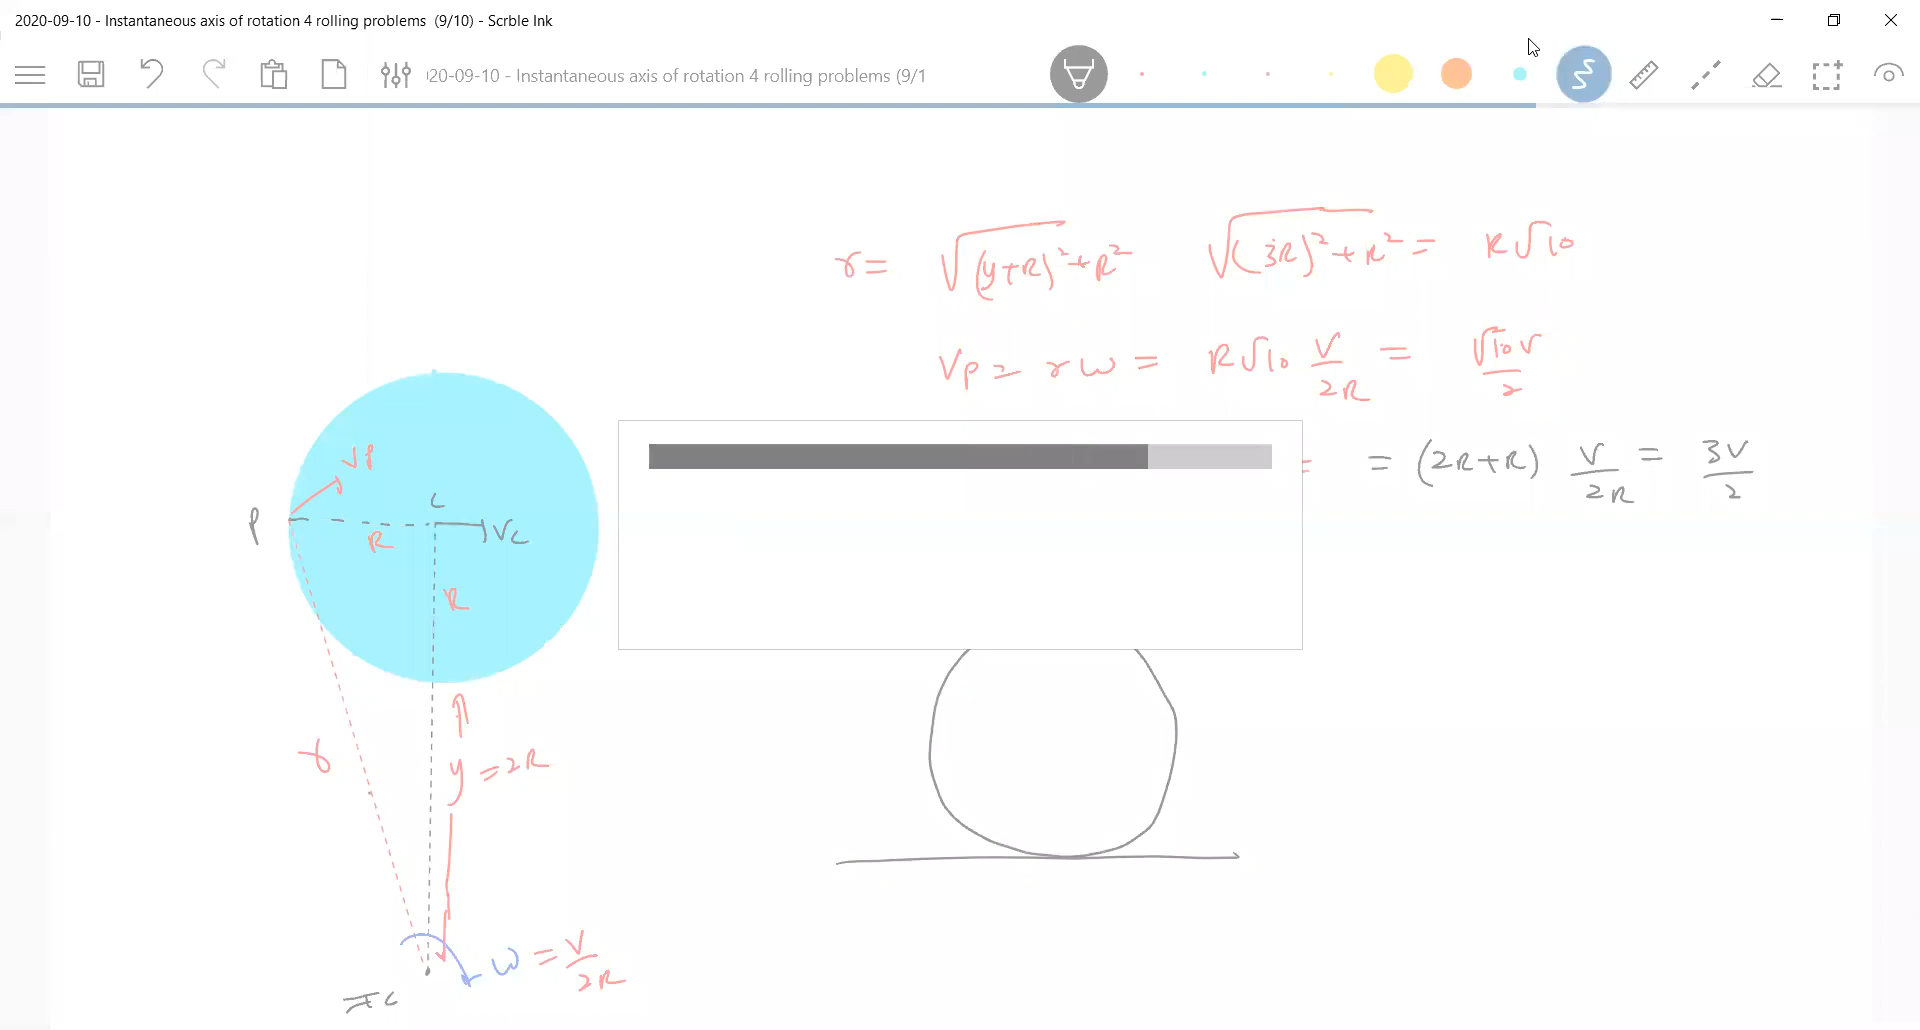 2020-09-10 - Instantaneous axis of rotation 4 rolling problems (9/10) - Scrble Ink
20-09-10 - Instantaneous axis of rotation 4 rolling problems (9/1
r = √((y+R)²+R²) √((3R)²+R²) = R√10
VP = rω = R√10 V/2R = √10 V/2
= = (2R+R) V/2R = 3V/2
VP
C
P
R
VC
R
r
y = 2R
ω = V/2R
IC